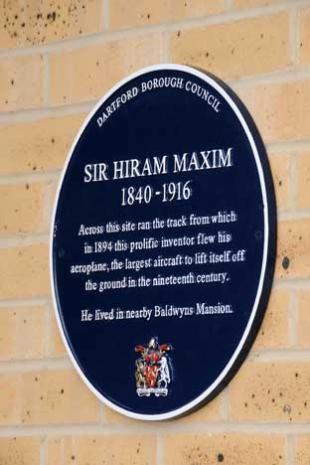 DARTFORD BOROUGH COUNCIL
SIR HIRAM MAXIM
1840-1916
Across this site ran the track from which
in 1894 this prolific inventor flew his
aeroplane, the largest aircraft to lift itself off
the ground in the nineteenth century.
He lived in nearby Baldwyns Mansion.